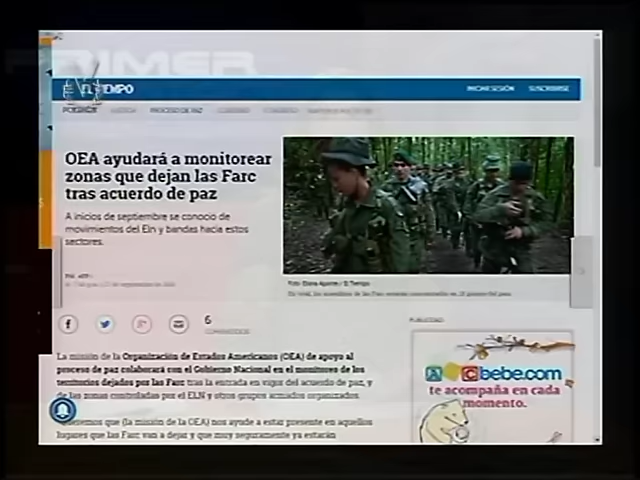 PRIMER
EL TIEMPO
INICIAR SESIÓN
SUSCRIBIRSE
PROCESO DE PAZ
OEA ayudará a monitorear
zonas que dejan las Farc
tras acuerdo de paz
A inicios de septiembre se conoció de
movimientos del Eln y bandas hacia estos
sectores.
6
PUBLICIDAD
La misión de la Organización de Estados Americanos (OEA) de apoyo al
proceso de paz colaborará con el Gobierno Nacional en el monitoreo de los
territorios dejados por las Farc tras la entrada en vigor del acuerdo de paz, y
de las zonas controladas por el ELN y otros grupos armados organizados.
(la misión de la OEA) nos ayude a estar presente en aquellos
lugares que las Farc van a dejar y que muy seguramente ya estarán
ABCbebe.com
te acompaña en cada
momento.